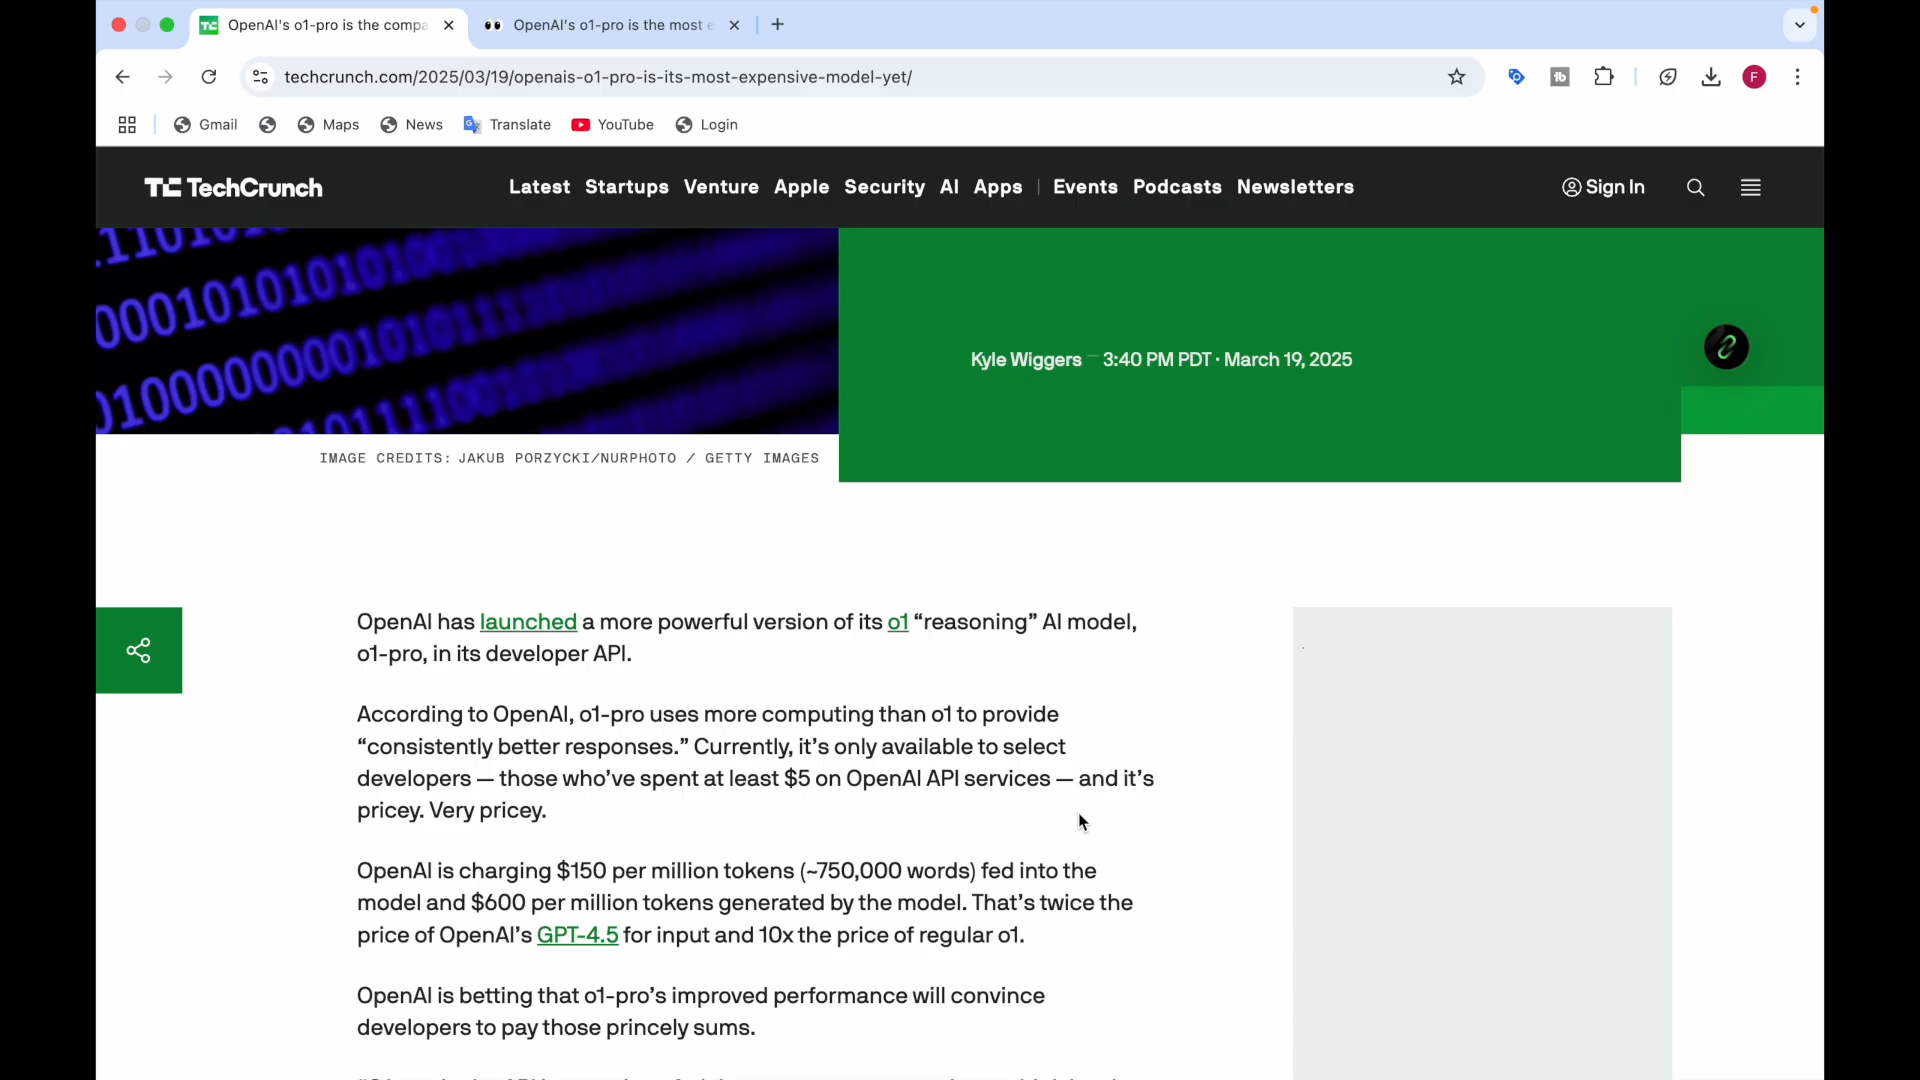 OpenAI's o1-pro is the compa
OpenAI's o1-pro is the most e
techcrunch.com/2025/03/19/openais-o1-pro-is-its-most-expensive-model-yet/
F
Gmail
Maps
News
Translate
YouTube
Login
TechCrunch
Latest Startups Venture Apple Security AI Apps | Events Podcasts Newsletters
Sign In
Kyle Wiggers — 3:40 PM PDT · March 19, 2025
IMAGE CREDITS: JAKUB PORZYCKI/NURPHOTO / GETTY IMAGES
OpenAI has launched a more powerful version of its o1 “reasoning” AI model,
o1-pro, in its developer API.
According to OpenAI, o1-pro uses more computing than o1 to provide
“consistently better responses.” Currently, it’s only available to select
developers — those who’ve spent at least $5 on OpenAI API services — and it’s
pricey. Very pricey.
OpenAI is charging $150 per million tokens (~750,000 words) fed into the
model and $600 per million tokens generated by the model. That’s twice the
price of OpenAI’s GPT-4.5 for input and 10x the price of regular o1.
OpenAI is betting that o1-pro’s improved performance will convince
developers to pay those princely sums.